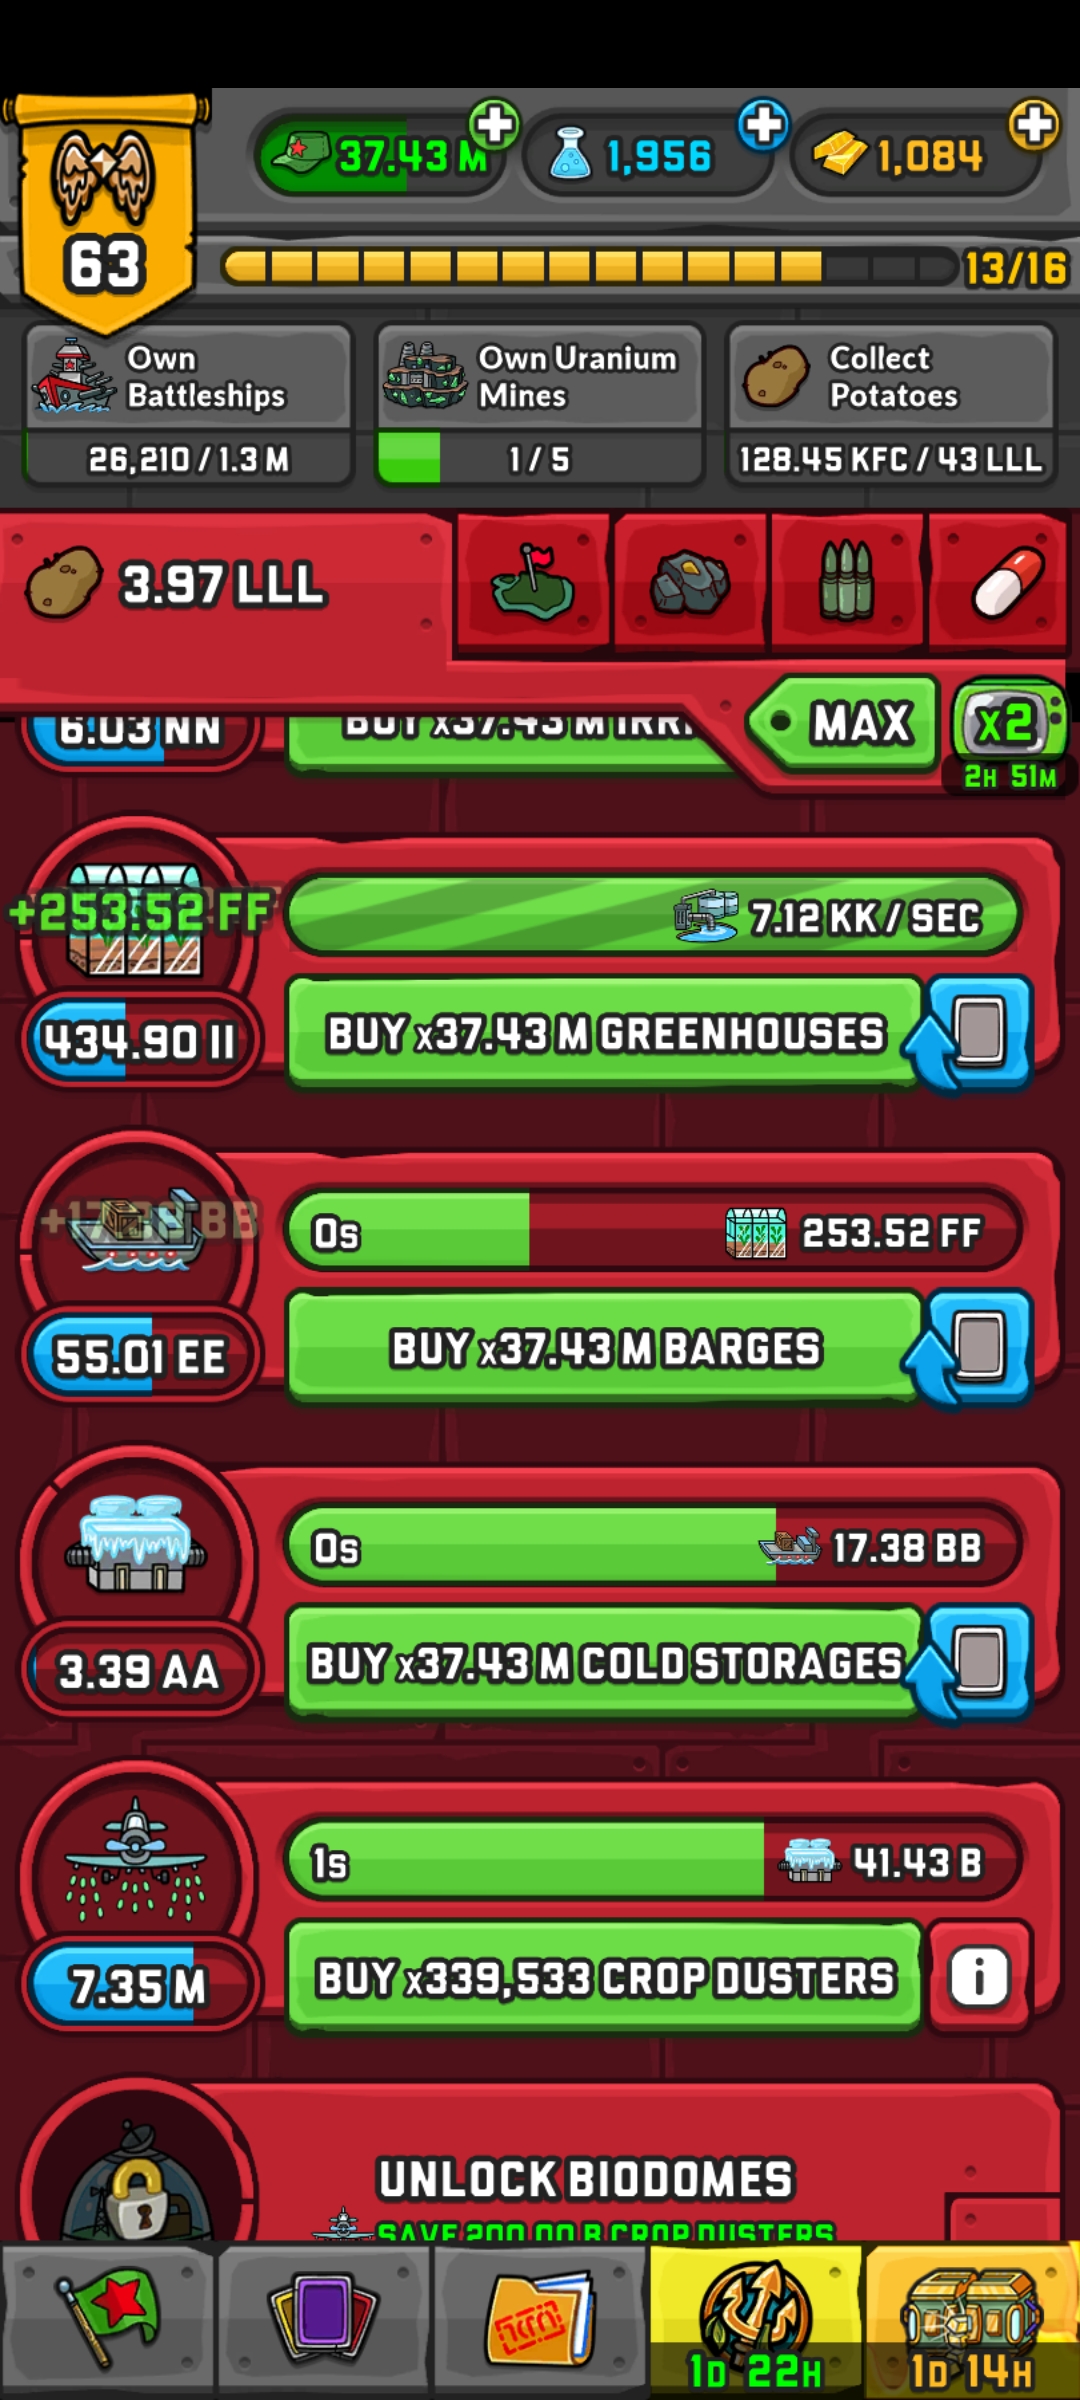 63
37.43 M
1,956
1,084
13/16
Own
Battleships
26,210 / 1.3 M
Own Uranium
Mines
1 / 5
Collect
Potatoes
128.45 KFC / 43 LLL
3.97 LLL
MAX
X2
2H 51M
6.03 NN
BUY x37.43 M
+253.52 FF
7.12 KK / SEC
434.90 II
BUY x37.43 M GREENHOUSES
0s
253.52 FF
55.01 EE
BUY x37.43 M BARGES
0s
17.38 BB
3.39 AA
BUY x37.43 M COLD STORAGES
1s
41.43 B
7.35 M
BUY x339,533 CROP DUSTERS
i
UNLOCK BIODOMES
SAVE 200.00 B CROP DUSTERS
1D 22H
1D 14H